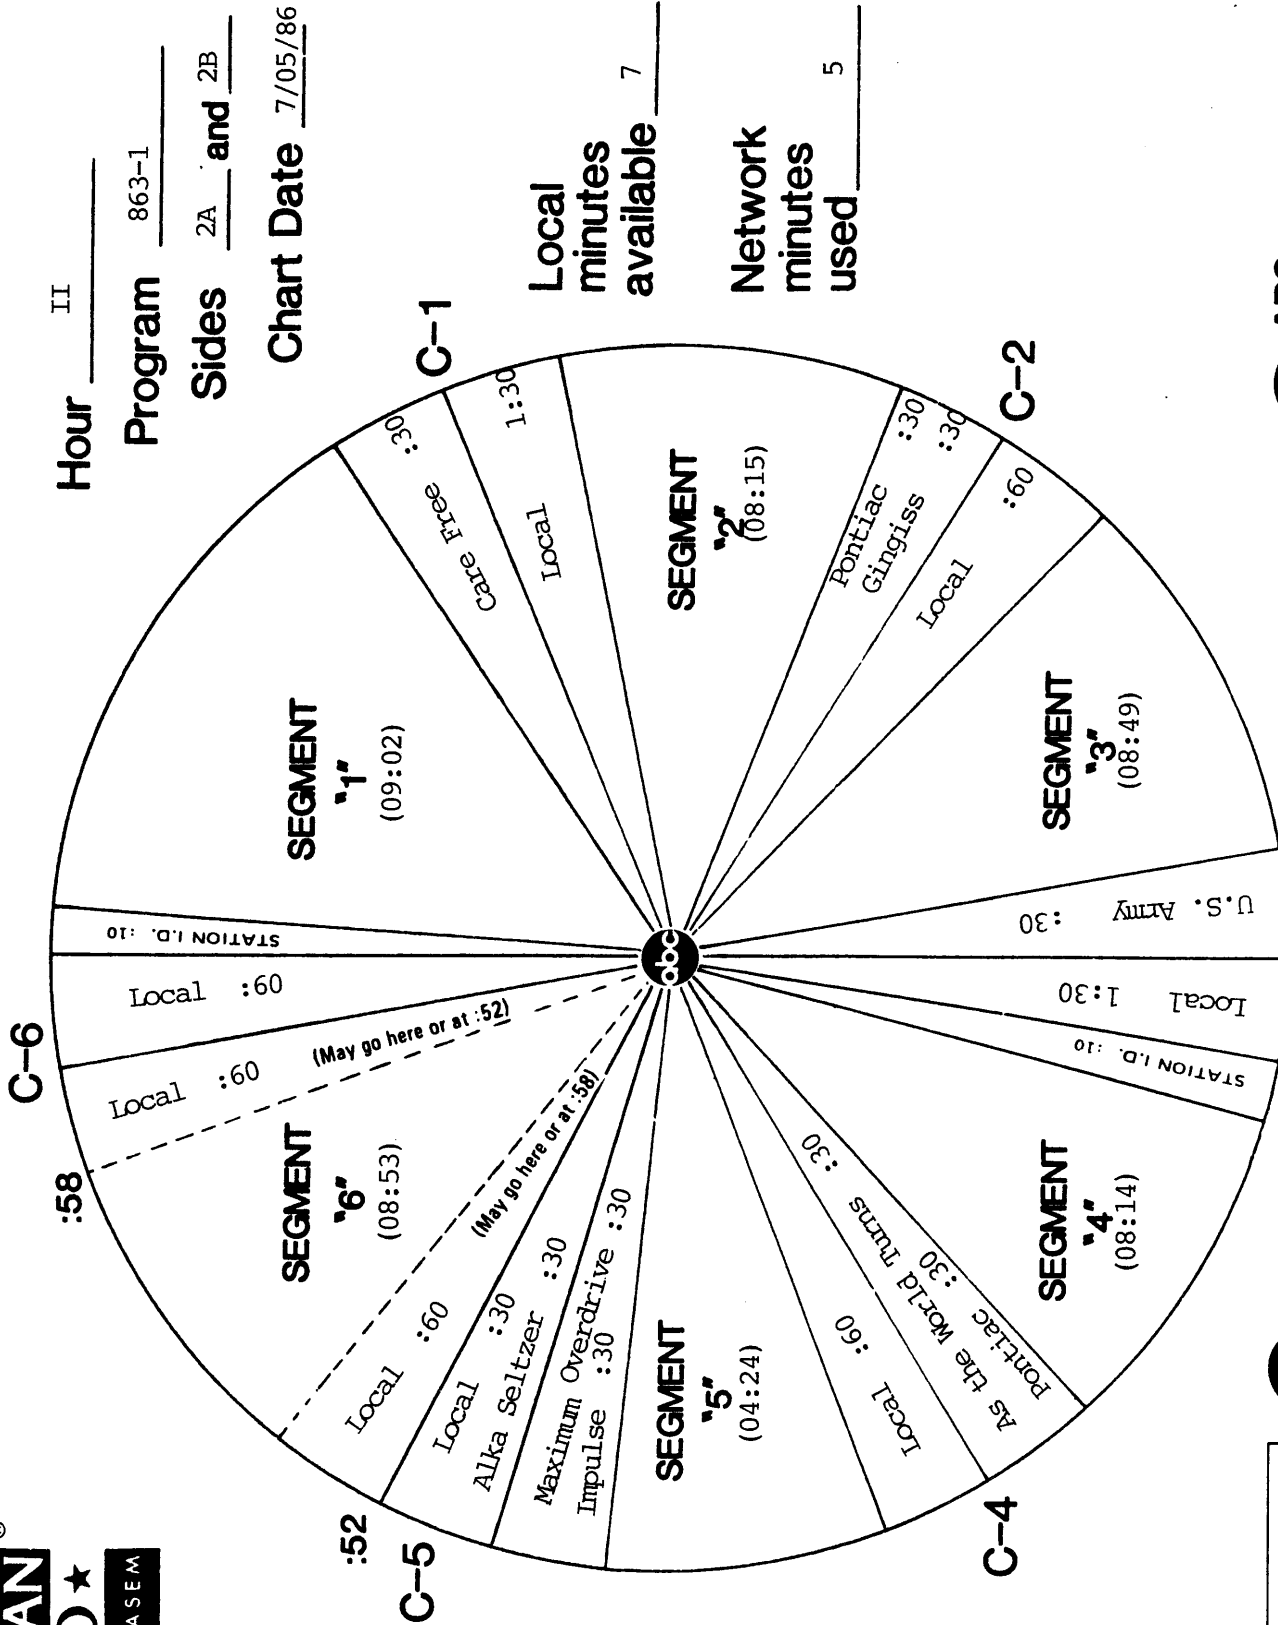 Hour II
Program 863-1
Sides 2A and 2B
Chart Date 7/05/86
Local
minutes
available 7
Network
minutes
used 5
SEGMENT
"1"
(09:02)
C-1
Care Free :30
Local 1:30
SEGMENT
"2"
(08:15)
C-2
Pontiac :30
Gingiss :30
Local :60
SEGMENT
"3"
(08:49)
U.S. Army :30
Local 1:30
STATION I.D. :10
SEGMENT
"4"
(08:14)
C-4
Pontiac :30
As the World Turns :30
Local :60
SEGMENT
"5"
(04:24)
C-5
Impulse :30
Maximum Overdrive :30
Alka Seltzer :30
Local :30
:52
Local :60
(May go here or at :58)
SEGMENT
"6"
(08:53)
:58
(May go here or at :52)
Local :60
C-6
Local :60
STATION I.D. :10
abc
AN
ASEM